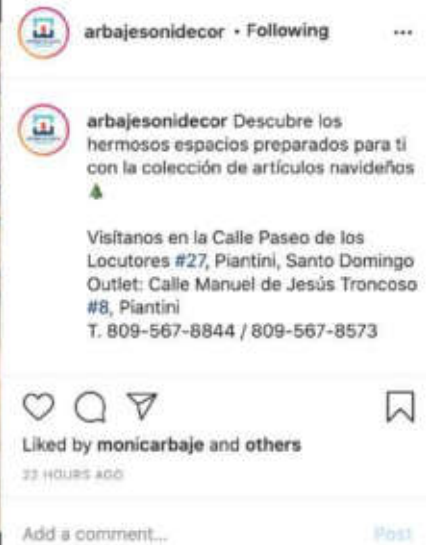 arbajesonidecor • Following
arbajesonidecor Descubre los
hermosos espacios preparados para ti
con la colección de artículos navideños
Visítanos en la Calle Paseo de los
Locutores #27, Piantini, Santo Domingo
Outlet: Calle Manuel de Jesús Troncoso
#8, Piantini
T. 809-567-8844 / 809-567-8573
Liked by monicarbaje and others
22 HOURS AGO
Add a comment...
Post